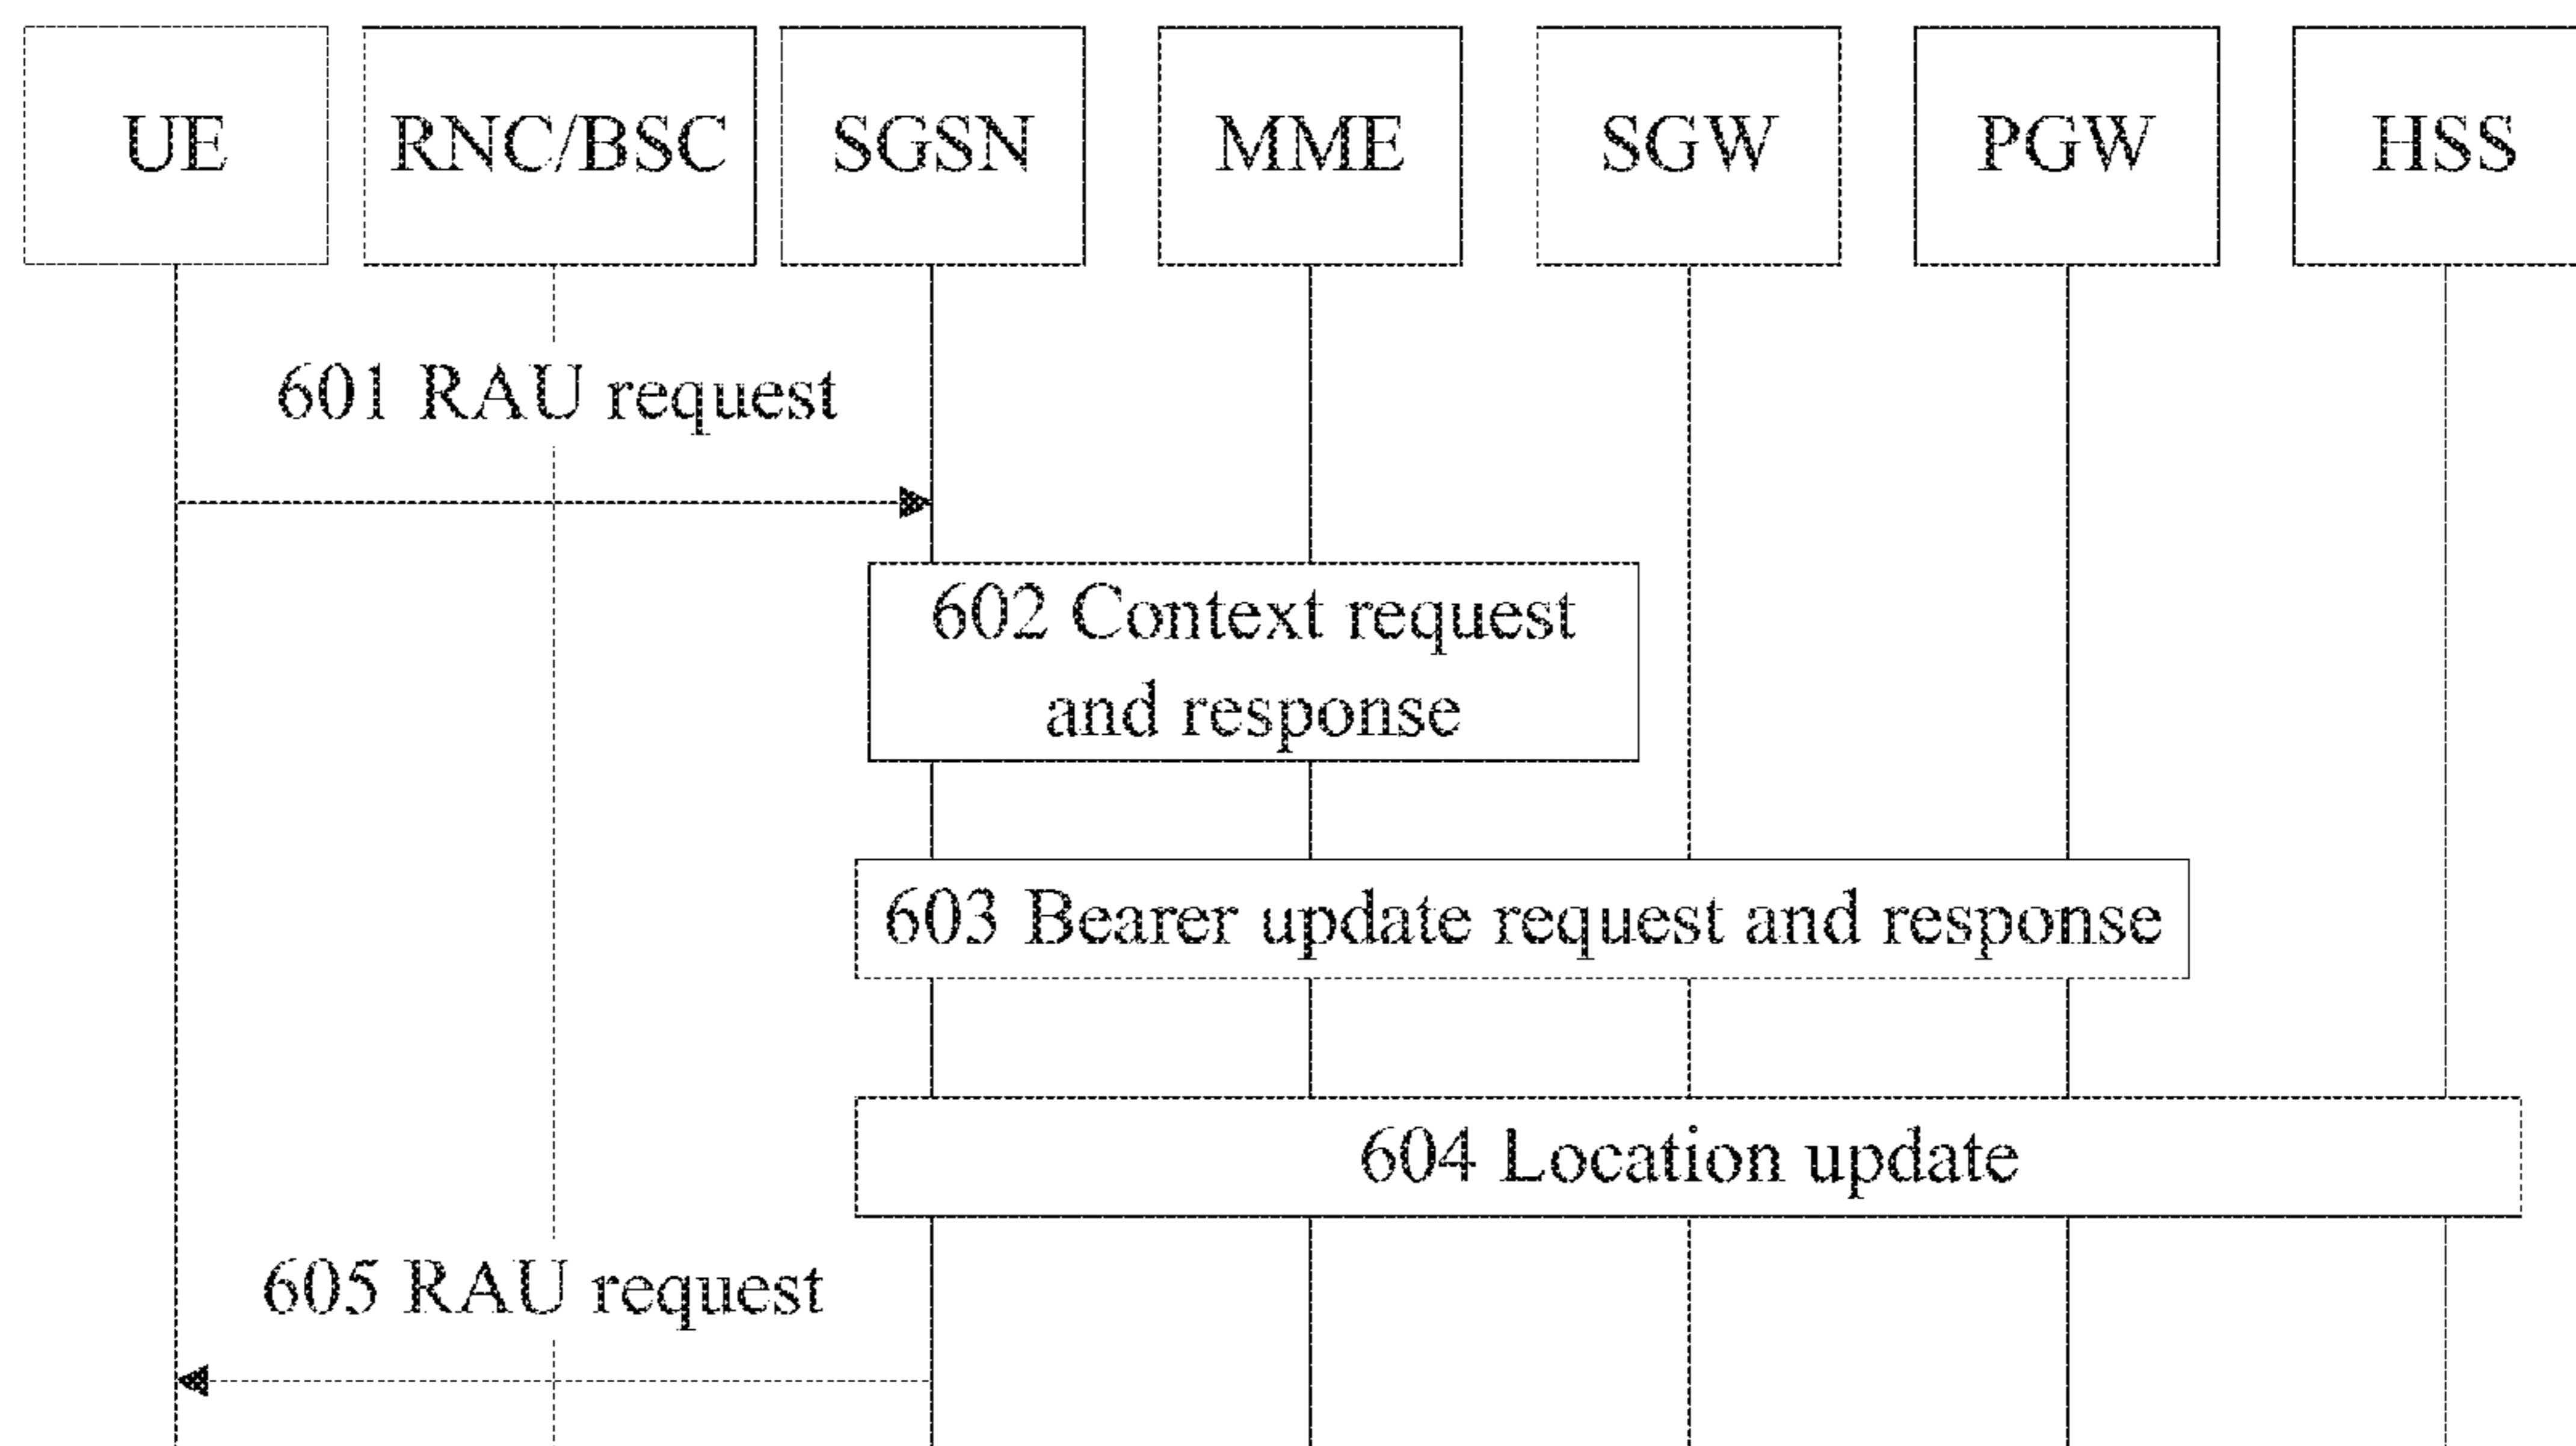 UE RNC/BSC SGSN MME SGW PGW HSS
601 RAU request
602 Context request
and response
603 Bearer update request and response
604 Location update
605 RAU request